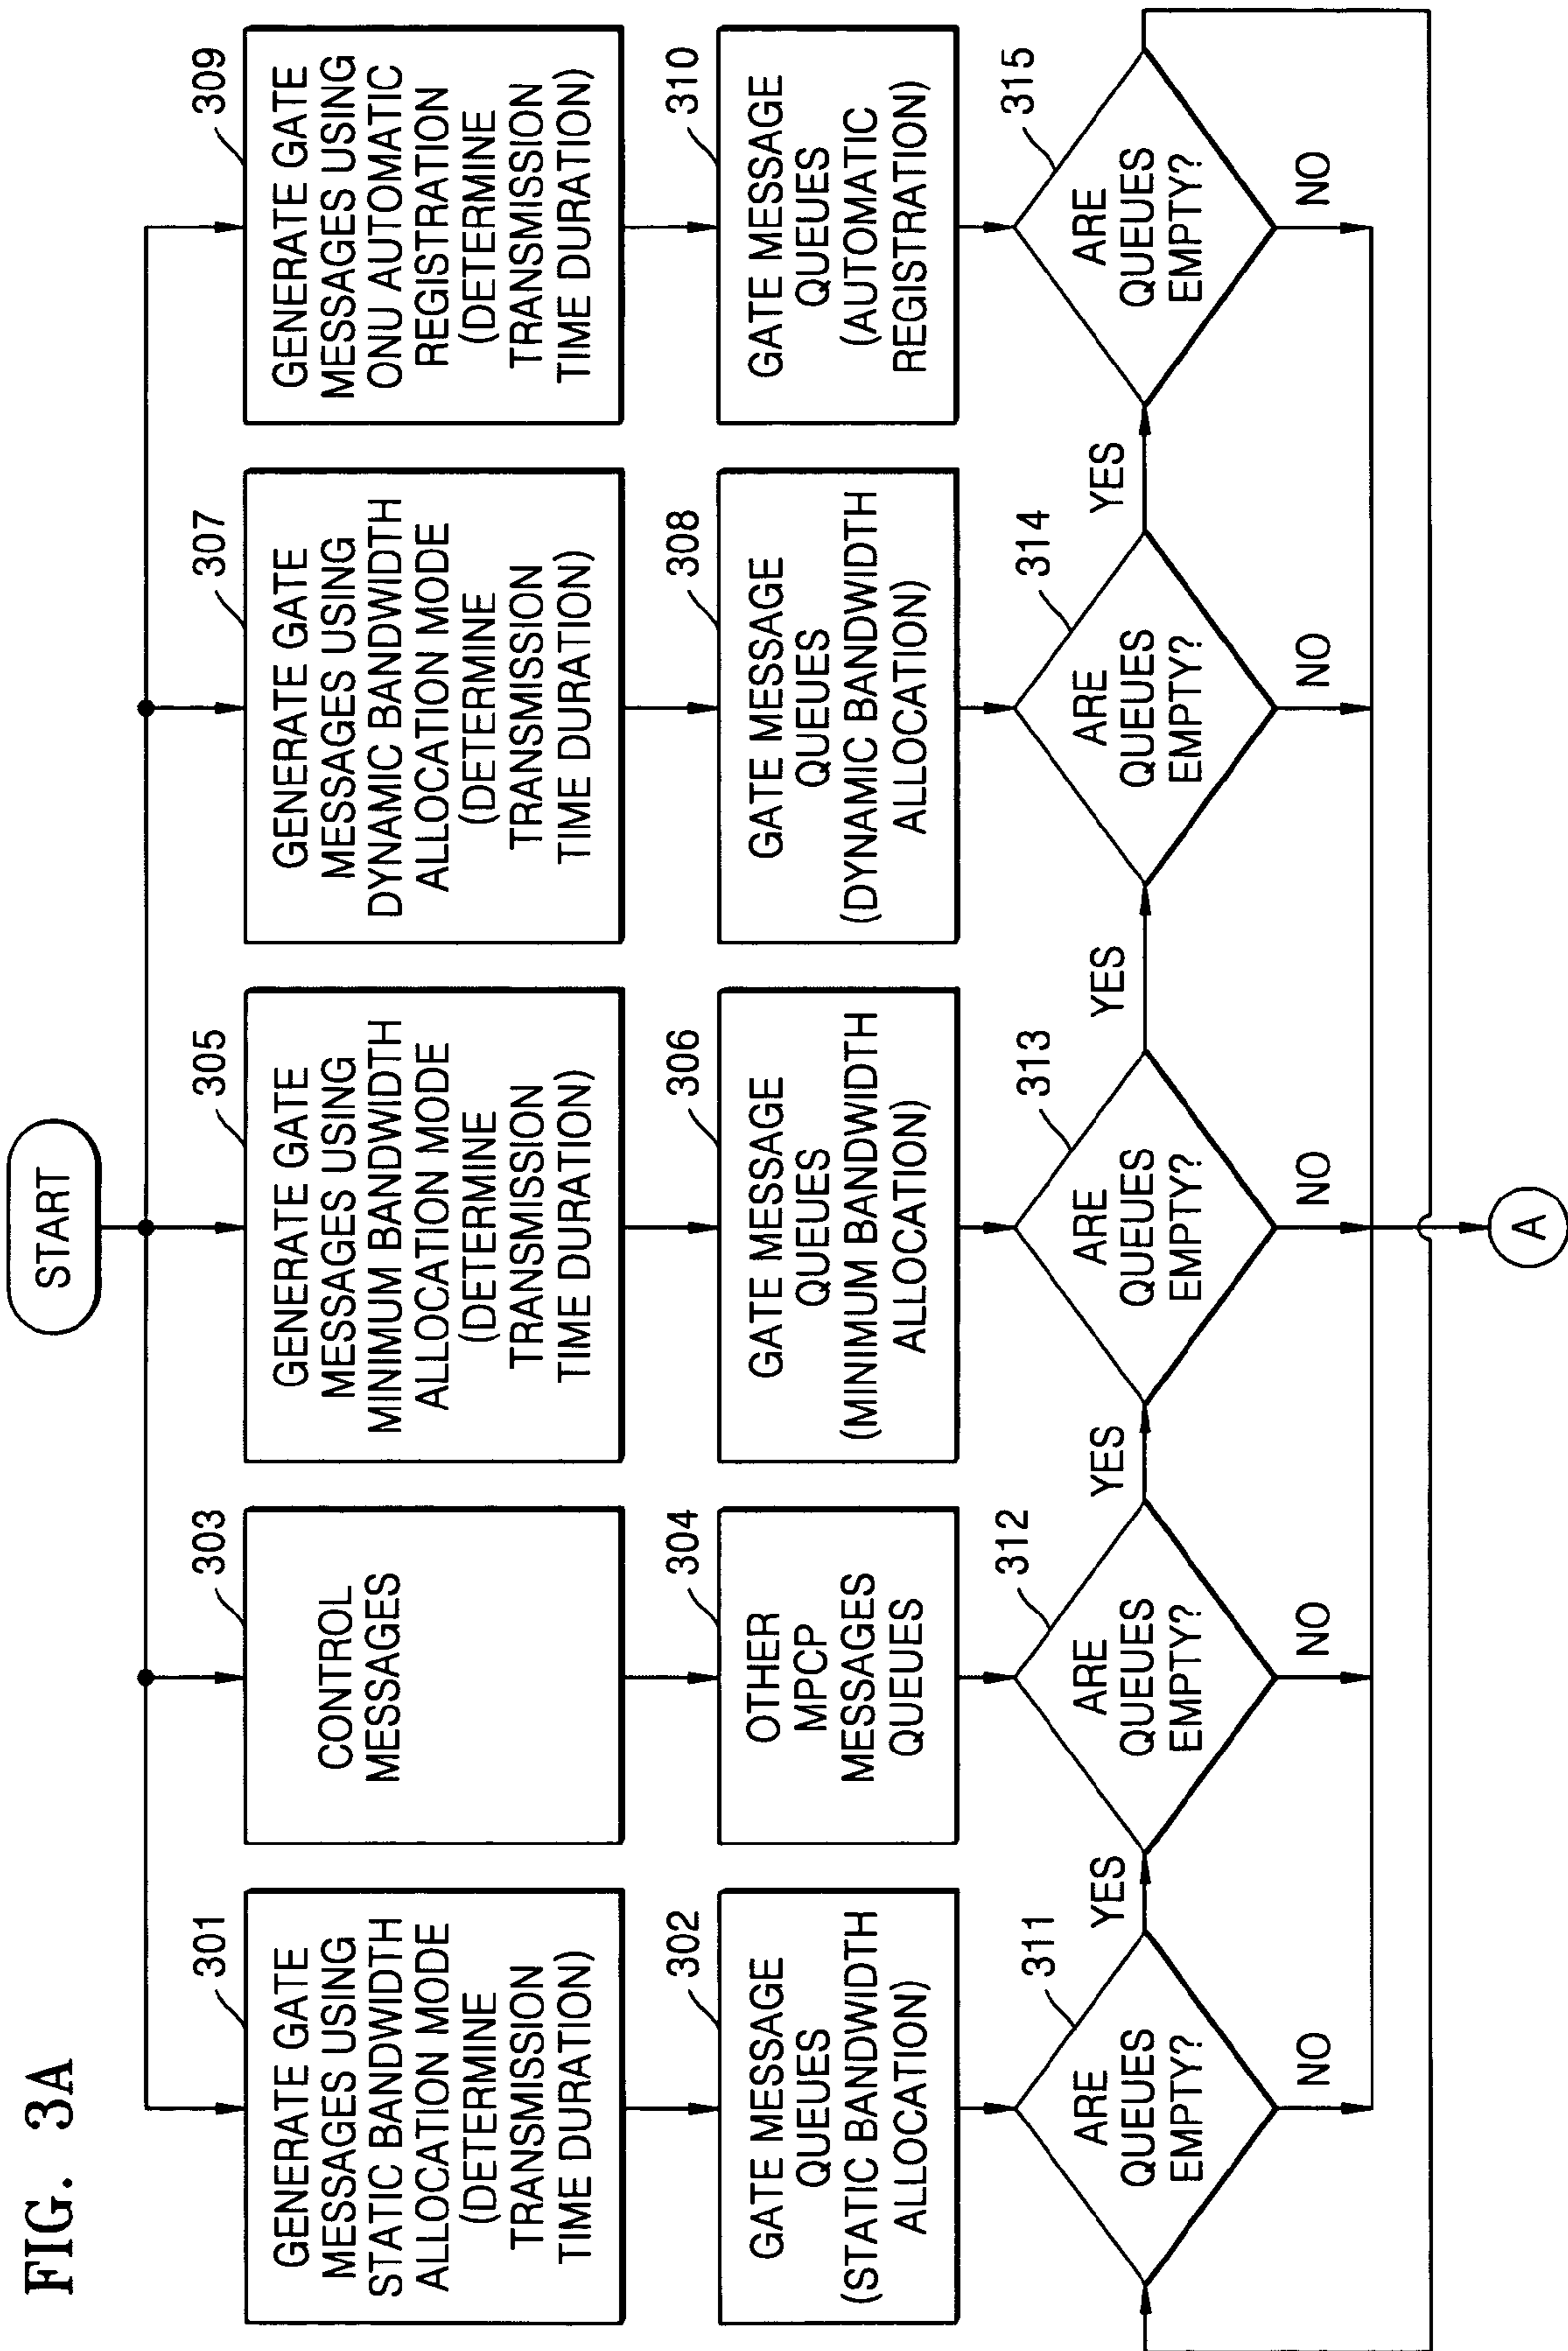 FIG. 3A
START
301
GENERATE GATE
MESSAGES USING
STATIC BANDWIDTH
ALLOCATION MODE
(DETERMINE
TRANSMISSION
TIME DURATION)
303
CONTROL
MESSAGES
305
GENERATE GATE
MESSAGES USING
MINIMUM BANDWIDTH
ALLOCATION MODE
(DETERMINE
TRANSMISSION
TIME DURATION)
307
GENERATE GATE
MESSAGES USING
DYNAMIC BANDWIDTH
ALLOCATION MODE
(DETERMINE
TRANSMISSION
TIME DURATION)
309
GENERATE GATE
MESSAGES USING
ONU AUTOMATIC
REGISTRATION
(DETERMINE
TRANSMISSION
TIME DURATION)
302
GATE MESSAGE
QUEUES
(STATIC BANDWIDTH
ALLOCATION)
304
OTHER
MPCP
MESSAGES
QUEUES
306
GATE MESSAGE
QUEUES
(MINIMUM BANDWIDTH
ALLOCATION)
308
GATE MESSAGE
QUEUES
(DYNAMIC BANDWIDTH
ALLOCATION)
310
GATE MESSAGE
QUEUES
(AUTOMATIC
REGISTRATION)
311
ARE
QUEUES
EMPTY?
YES
NO
312
ARE
QUEUES
EMPTY?
YES
NO
313
ARE
QUEUES
EMPTY?
YES
NO
314
ARE
QUEUES
EMPTY?
YES
NO
315
ARE
QUEUES
EMPTY?
NO
A